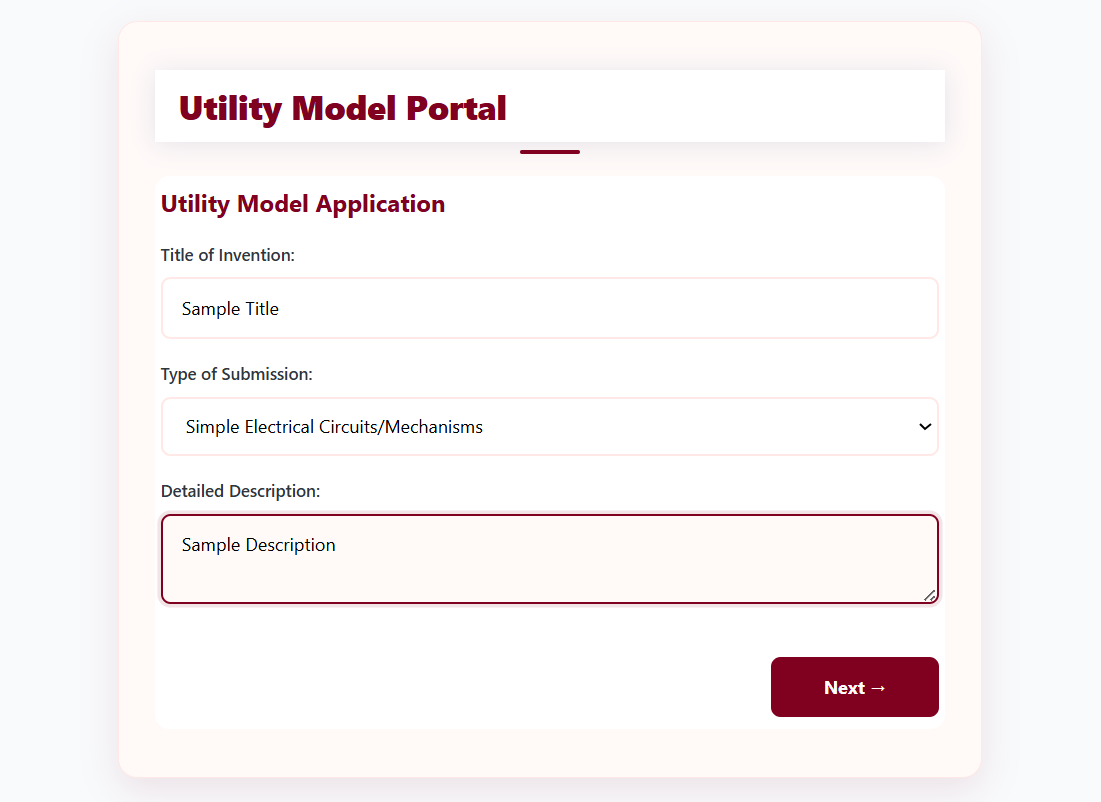 Utility Model Portal
Utility Model Application
Title of Invention:
Sample Title
Type of Submission:
Simple Electrical Circuits/Mechanisms
Detailed Description:
Sample Description
Next →